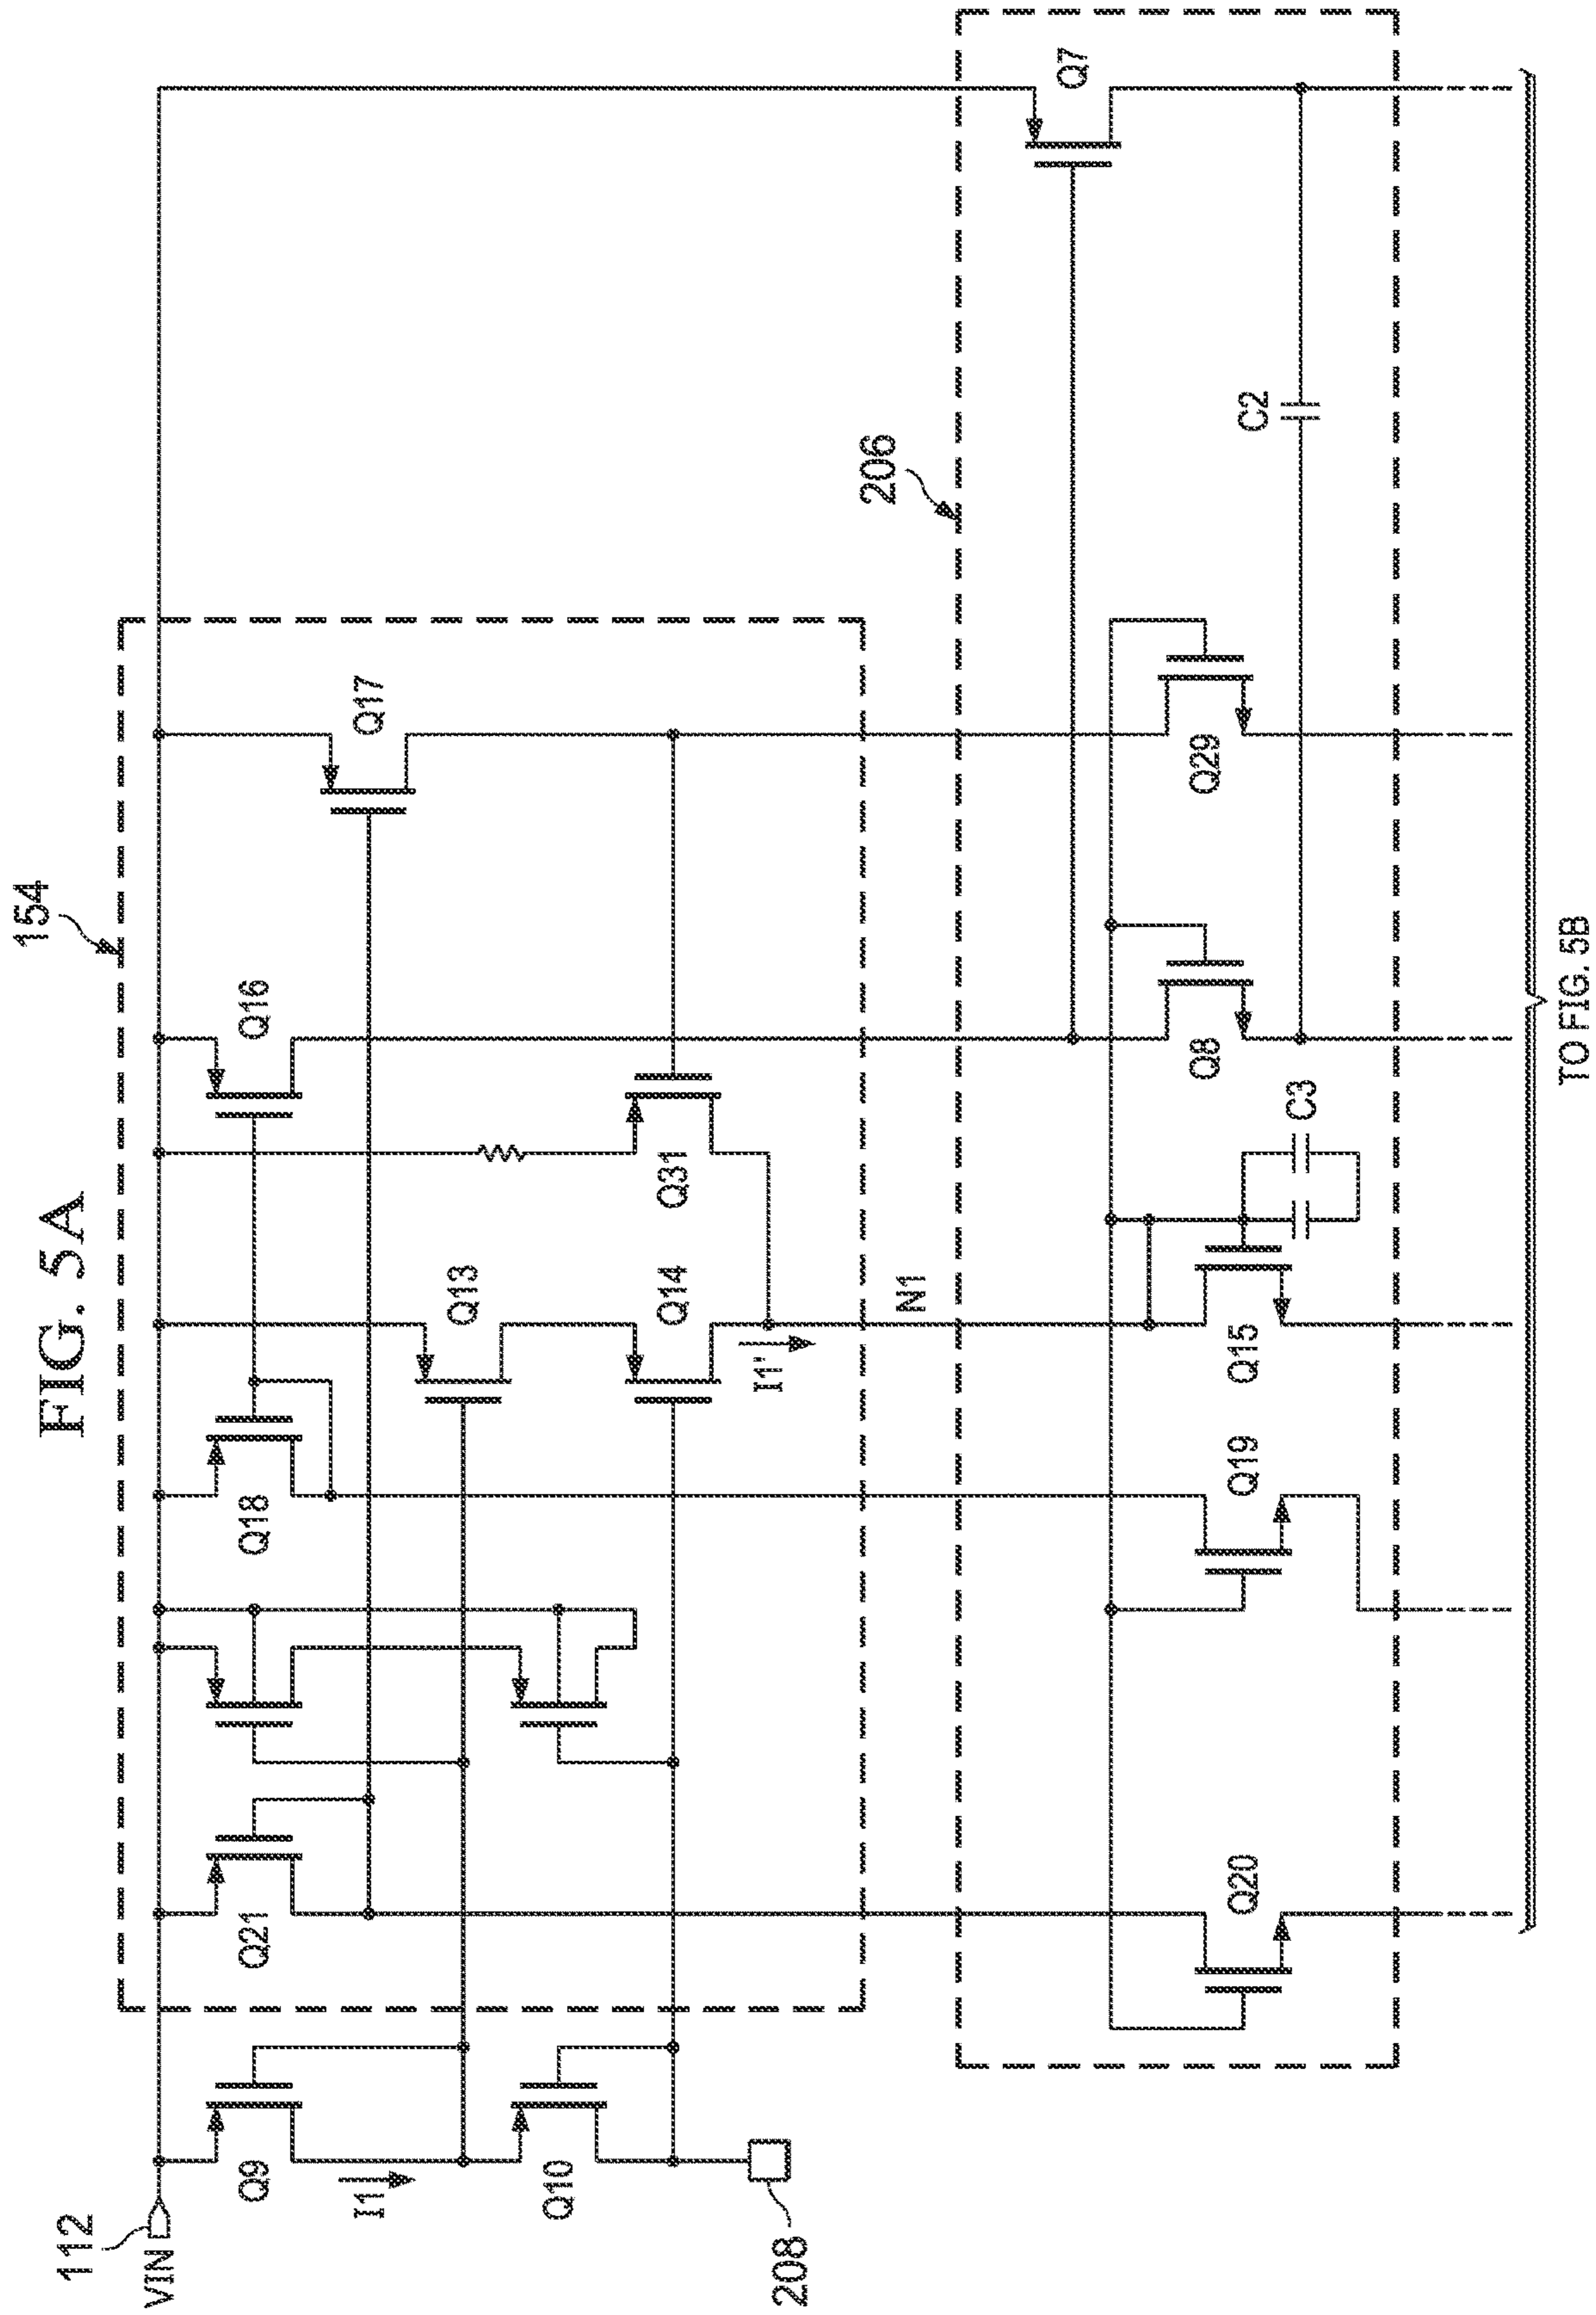 FIG. 5A
154
112
VIN
Q9
I1
Q10
208
Q21
Q18
Q13
Q14
I1'
N1
Q16
Q31
Q17
206
Q7
Q20
Q19
Q15
C3
Q8
Q29
C2
TO FIG. 5B